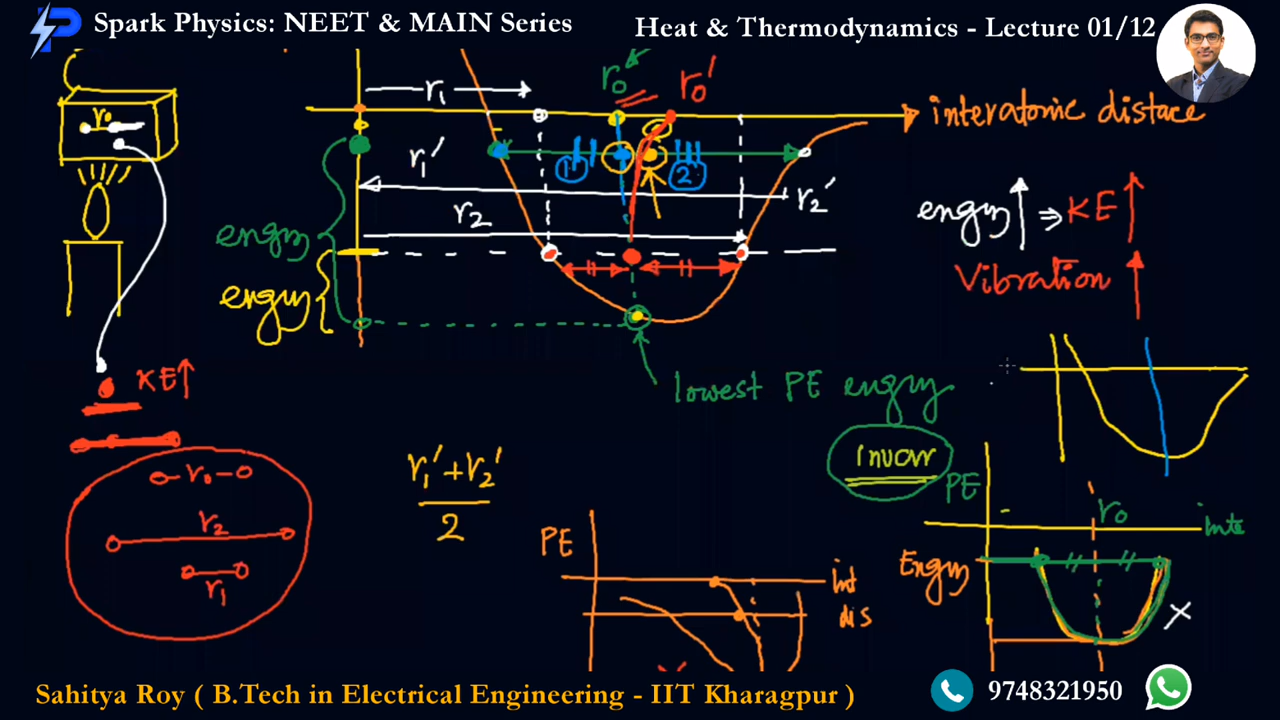 Spark Physics: NEET & MAIN Series
Heat & Thermodynamics - Lecture 01/12
r₀
r₁
r₀
r₀'
interatomic distace
r₁'
1
2
r₂'
r₂
engy
engy
engy ↑ ⇒ KE ↑
Vibration ↑
KE↑
lowest PE engy
r₀
r₂
r₁
r₁'+r₂'
2
PE
int
dis
PE
r₀
inte
Engy
X
Sahitya Roy ( B.Tech in Electrical Engineering - IIT Kharagpur )
9748321950